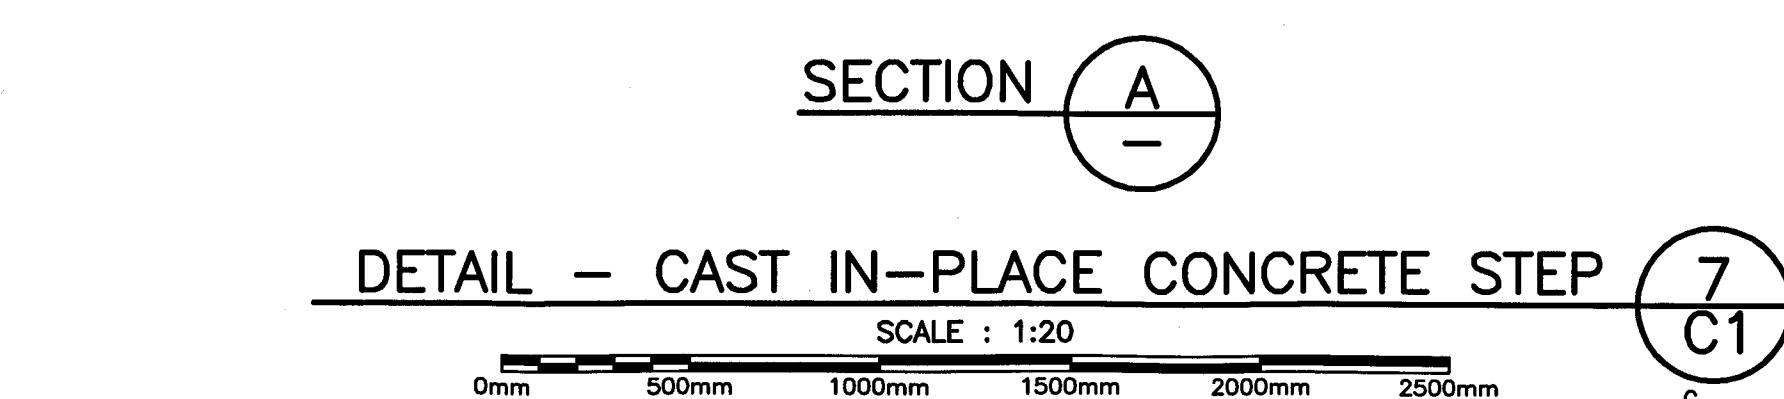 SECTION A
—
DETAIL — CAST IN—PLACE CONCRETE STEP 7
C1
SCALE : 1:20
0mm 500mm 1000mm 1500mm 2000mm 2500mm